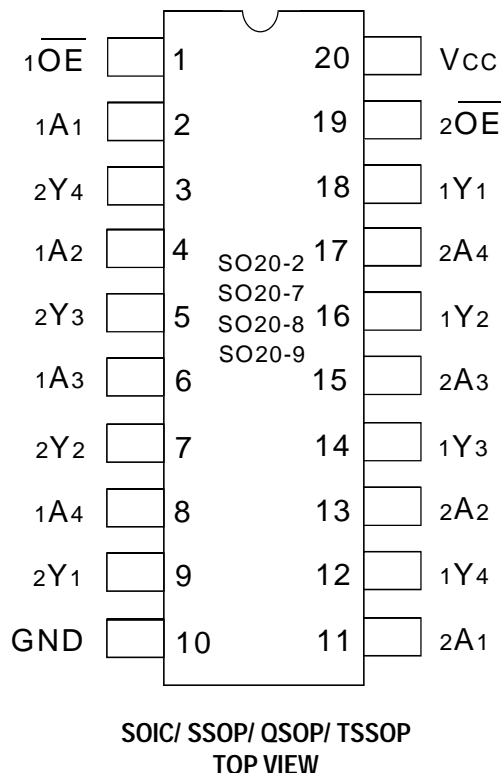 1OE 1 20 VCC
1A1 2 19 2OE
2Y4 3 18 1Y1
1A2 4 17 2A4
SO20-2
SO20-7
2Y3 5 16 1Y2
SO20-8
SO20-9
1A3 6 15 2A3
2Y2 7 14 1Y3
1A4 8 13 2A2
2Y1 9 12 1Y4
GND 10 11 2A1
SOIC/ SSOP/ QSOP/ TSSOP
TOP VIEW